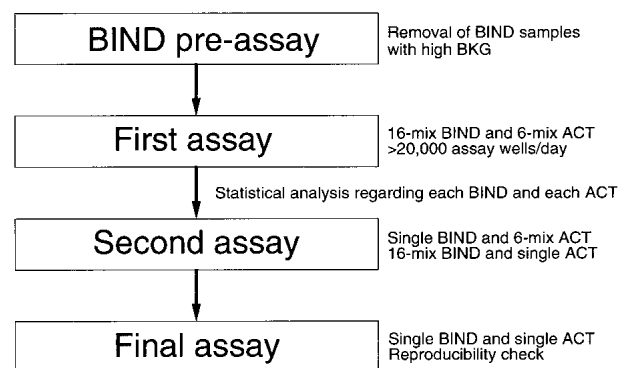 BIND pre-assay
Removal of BIND samples
with high BKG
First assay
16-mix BIND and 6-mix ACT
>20,000 assay wells/day
Statistical analysis regarding each BIND and each ACT
Second assay
Single BIND and 6-mix ACT
16-mix BIND and single ACT
Final assay
Single BIND and single ACT
Reproducibility check